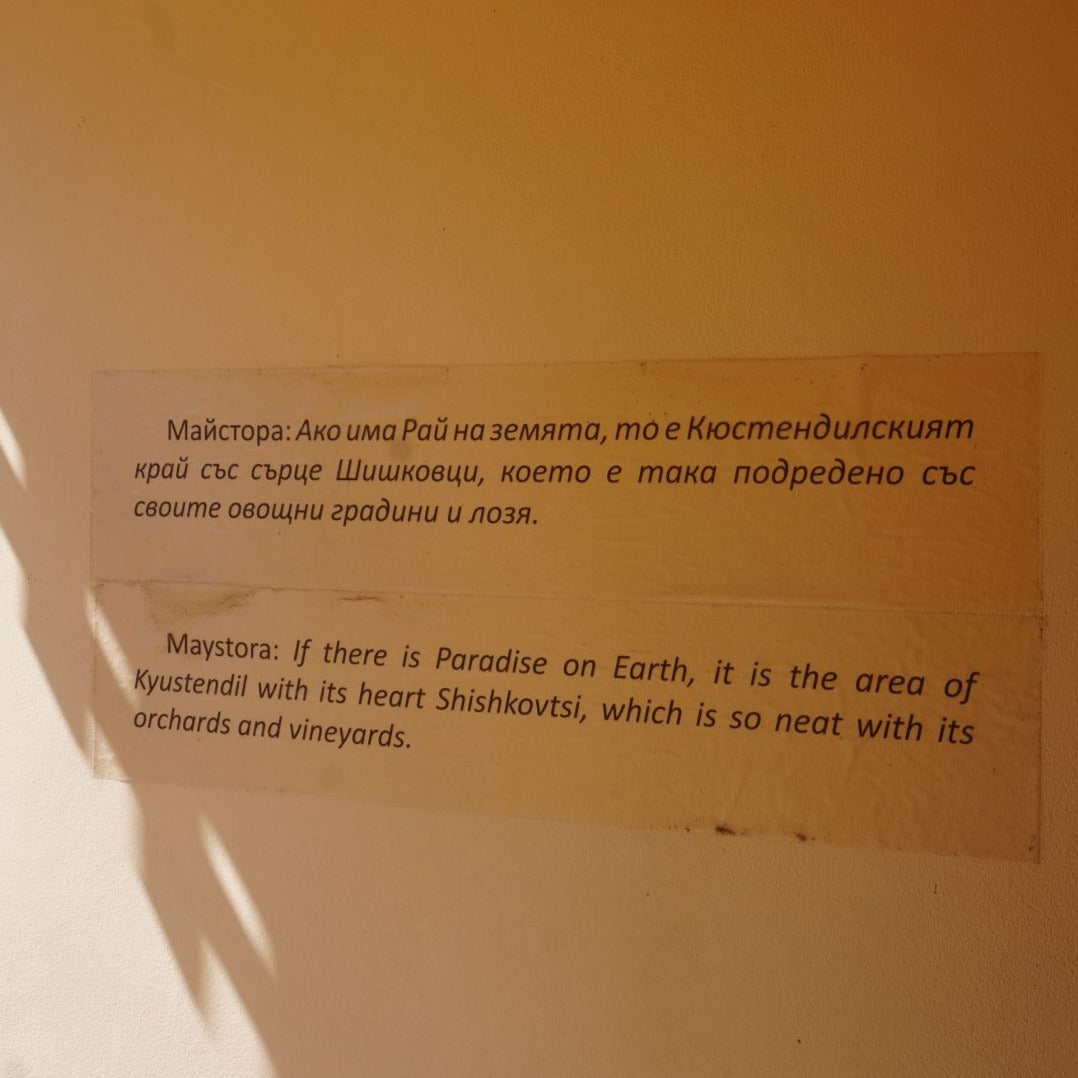 Майстора: Ако има Рай на земята, то е Кюстендилският
край със сърце Шишковци, което е така подредено със
своите овощни градини и лозя.
Maystora: If there is Paradise on Earth, it is the area of
Kyustendil with its heart Shishkovtsi, which is so neat with its
orchards and vineyards.